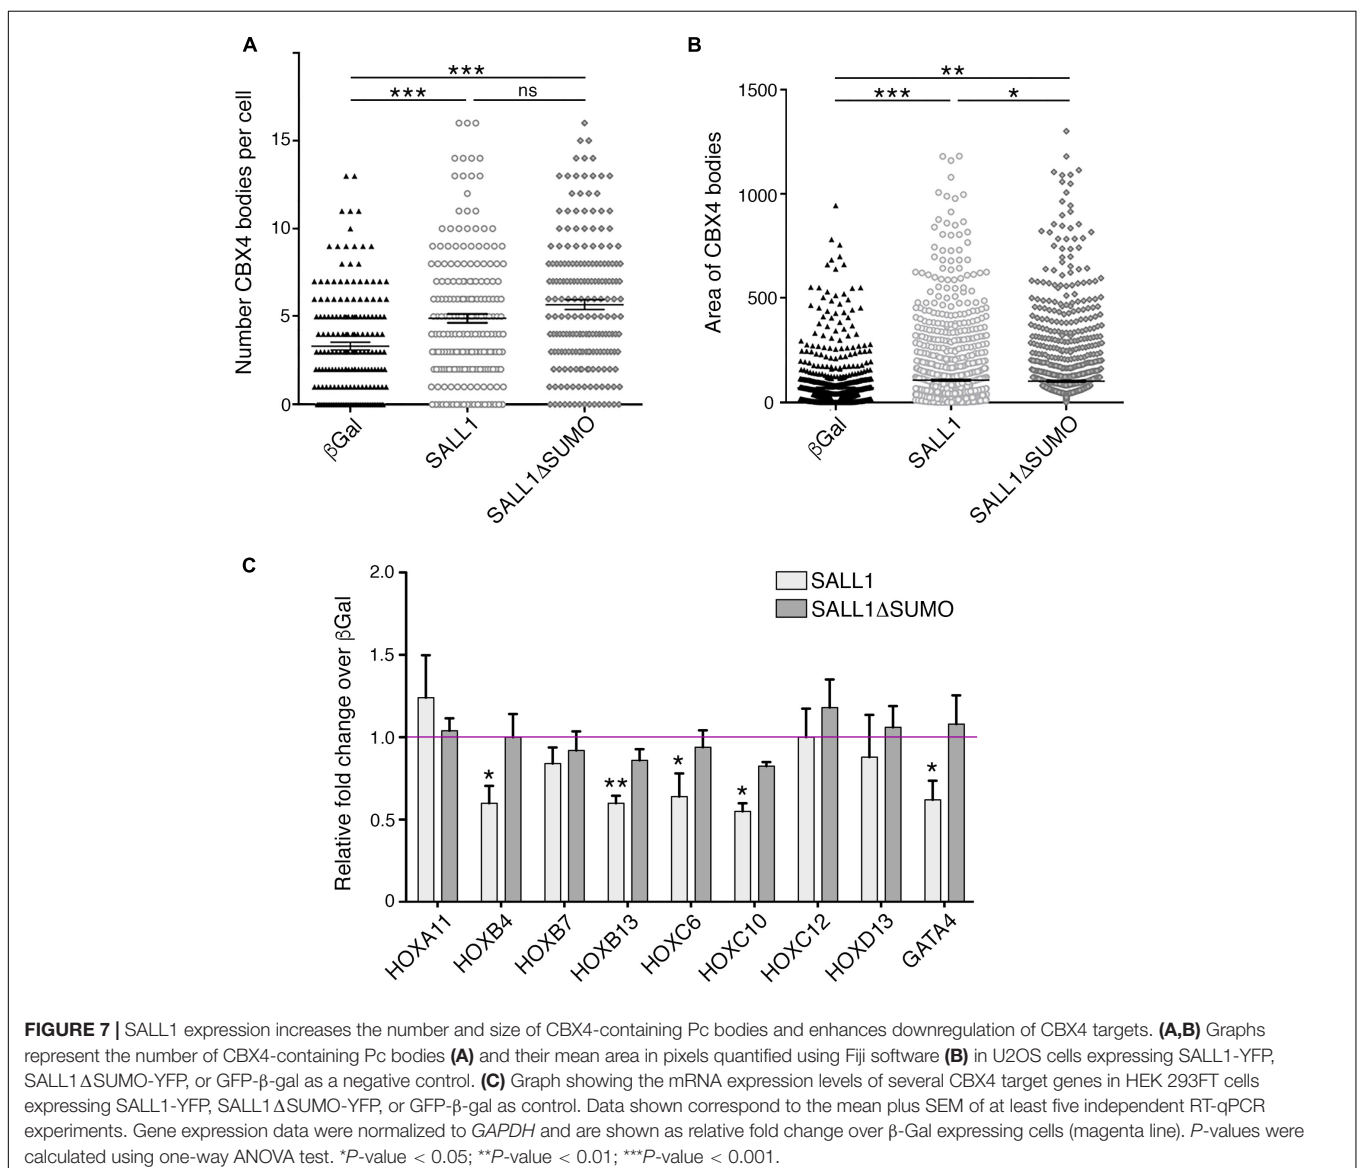 A
***
***
ns
Number CBX4 bodies per cell
15
10
5
0
βGal
SALL1
SALL1ΔSUMO
B
**
***
*
Area of CBX4 bodies
1500
1000
500
0
βGal
SALL1
SALL1ΔSUMO
C
SALL1
SALL1ΔSUMO
Relative fold change over βGal
2.0
1.5
1.0
0.5
0
*
**
*
*
*
HOXA11
HOXB4
HOXB7
HOXB13
HOXC6
HOXC10
HOXC12
HOXD13
GATA4
FIGURE 7 | SALL1 expression increases the number and size of CBX4-containing Pc bodies and enhances downregulation of CBX4 targets. (A,B) Graphs
represent the number of CBX4-containing Pc bodies (A) and their mean area in pixels quantified using Fiji software (B) in U2OS cells expressing SALL1-YFP,
SALL1ΔSUMO-YFP, or GFP-β-gal as a negative control. (C) Graph showing the mRNA expression levels of several CBX4 target genes in HEK 293FT cells
expressing SALL1-YFP, SALL1ΔSUMO-YFP, or GFP-β-gal as control. Data shown correspond to the mean plus SEM of at least five independent RT-qPCR
experiments. Gene expression data were normalized to GAPDH and are shown as relative fold change over β-Gal expressing cells (magenta line). P-values were
calculated using one-way ANOVA test. *P-value < 0.05; **P-value < 0.01; ***P-value < 0.001.